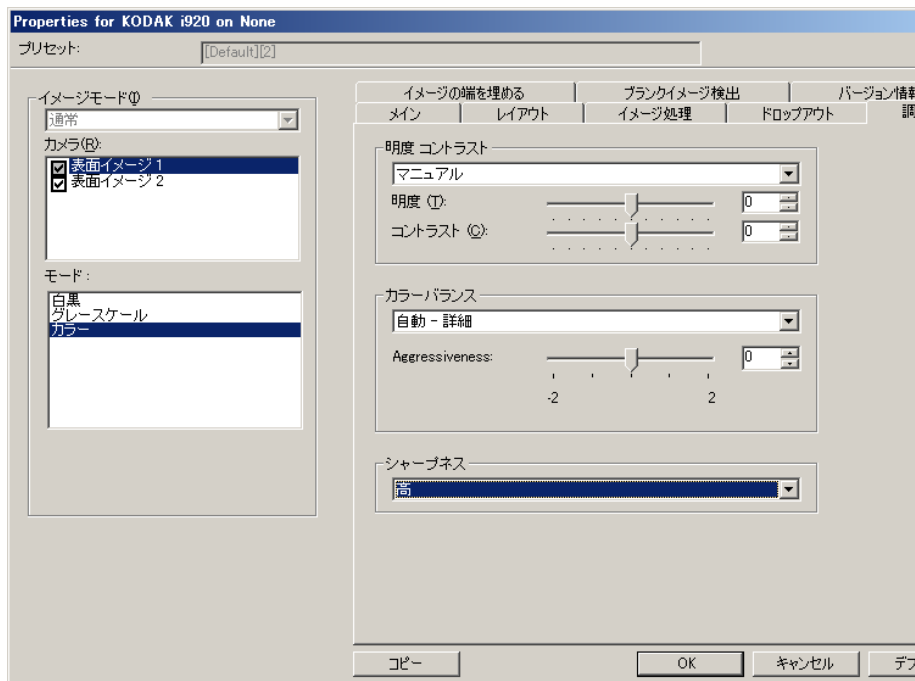 Properties for KODAK i920 on None
プリセット:
[Default][2]
イメージモード(I)
通常
カメラ(R):
表面イメージ 1
表面イメージ 2
モード :
白黒
グレースケール
カラー
イメージの端を埋める
ブランクイメージ検出
バージョン情報
メイン
レイアウト
イメージ処理
ドロップアウト
調
明度 コントラスト
マニュアル
明度 (T):
0
コントラスト (C):
0
カラーバランス
自動 - 詳細
Aggressiveness:
0
-2
2
シャープネス
高
コピー
OK
キャンセル
デフ